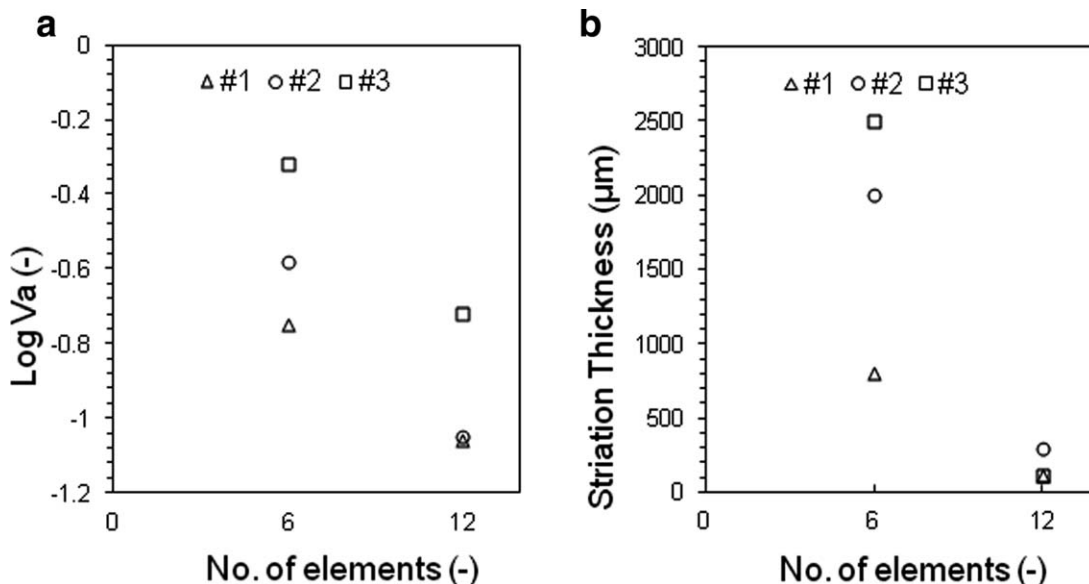 a
0
-0.2
-0.4
-0.6
-0.8
-1
-1.2
Log Va (-)
#1 #2 #3
0 6 12
No. of elements (-)
b
3000
2500
2000
1500
1000
500
0
Striation Thickness (µm)
#1 #2 #3
0 6 12
No. of elements (-)